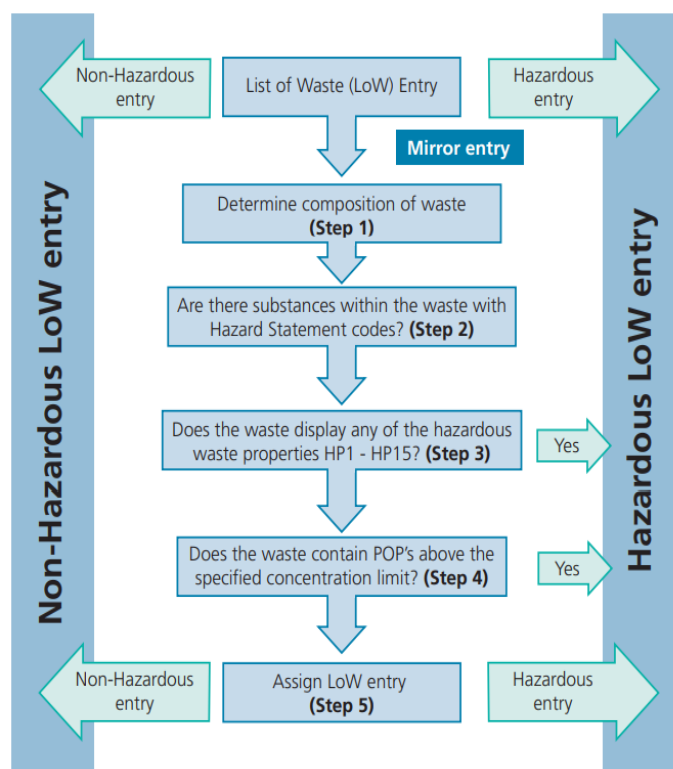 Non-Hazardous
entry
List of Waste (LoW) Entry
Hazardous
entry
Mirror entry
Determine composition of waste
(Step 1)
Are there substances within the waste with
Hazard Statement codes? (Step 2)
Does the waste display any of the hazardous
waste properties HP1 - HP15? (Step 3)
Yes
Does the waste contain POP's above the
specified concentration limit? (Step 4)
Yes
Non-Hazardous
entry
Assign LoW entry
(Step 5)
Hazardous
entry
Non-Hazardous LoW entry
Hazardous LoW entry